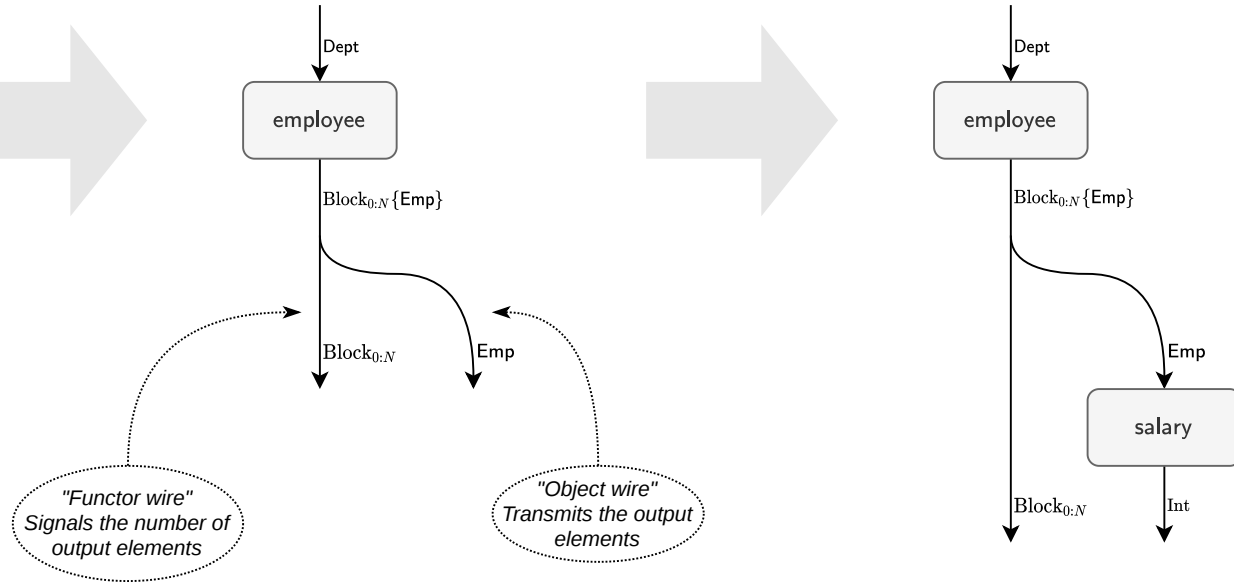 Dept
employee
Block₀:N{Emp}
Block₀:N
Emp
"Functor wire"
Signals the number of
output elements
"Object wire"
Transmits the output
elements
Dept
employee
Block₀:N{Emp}
Emp
salary
Block₀:N
Int